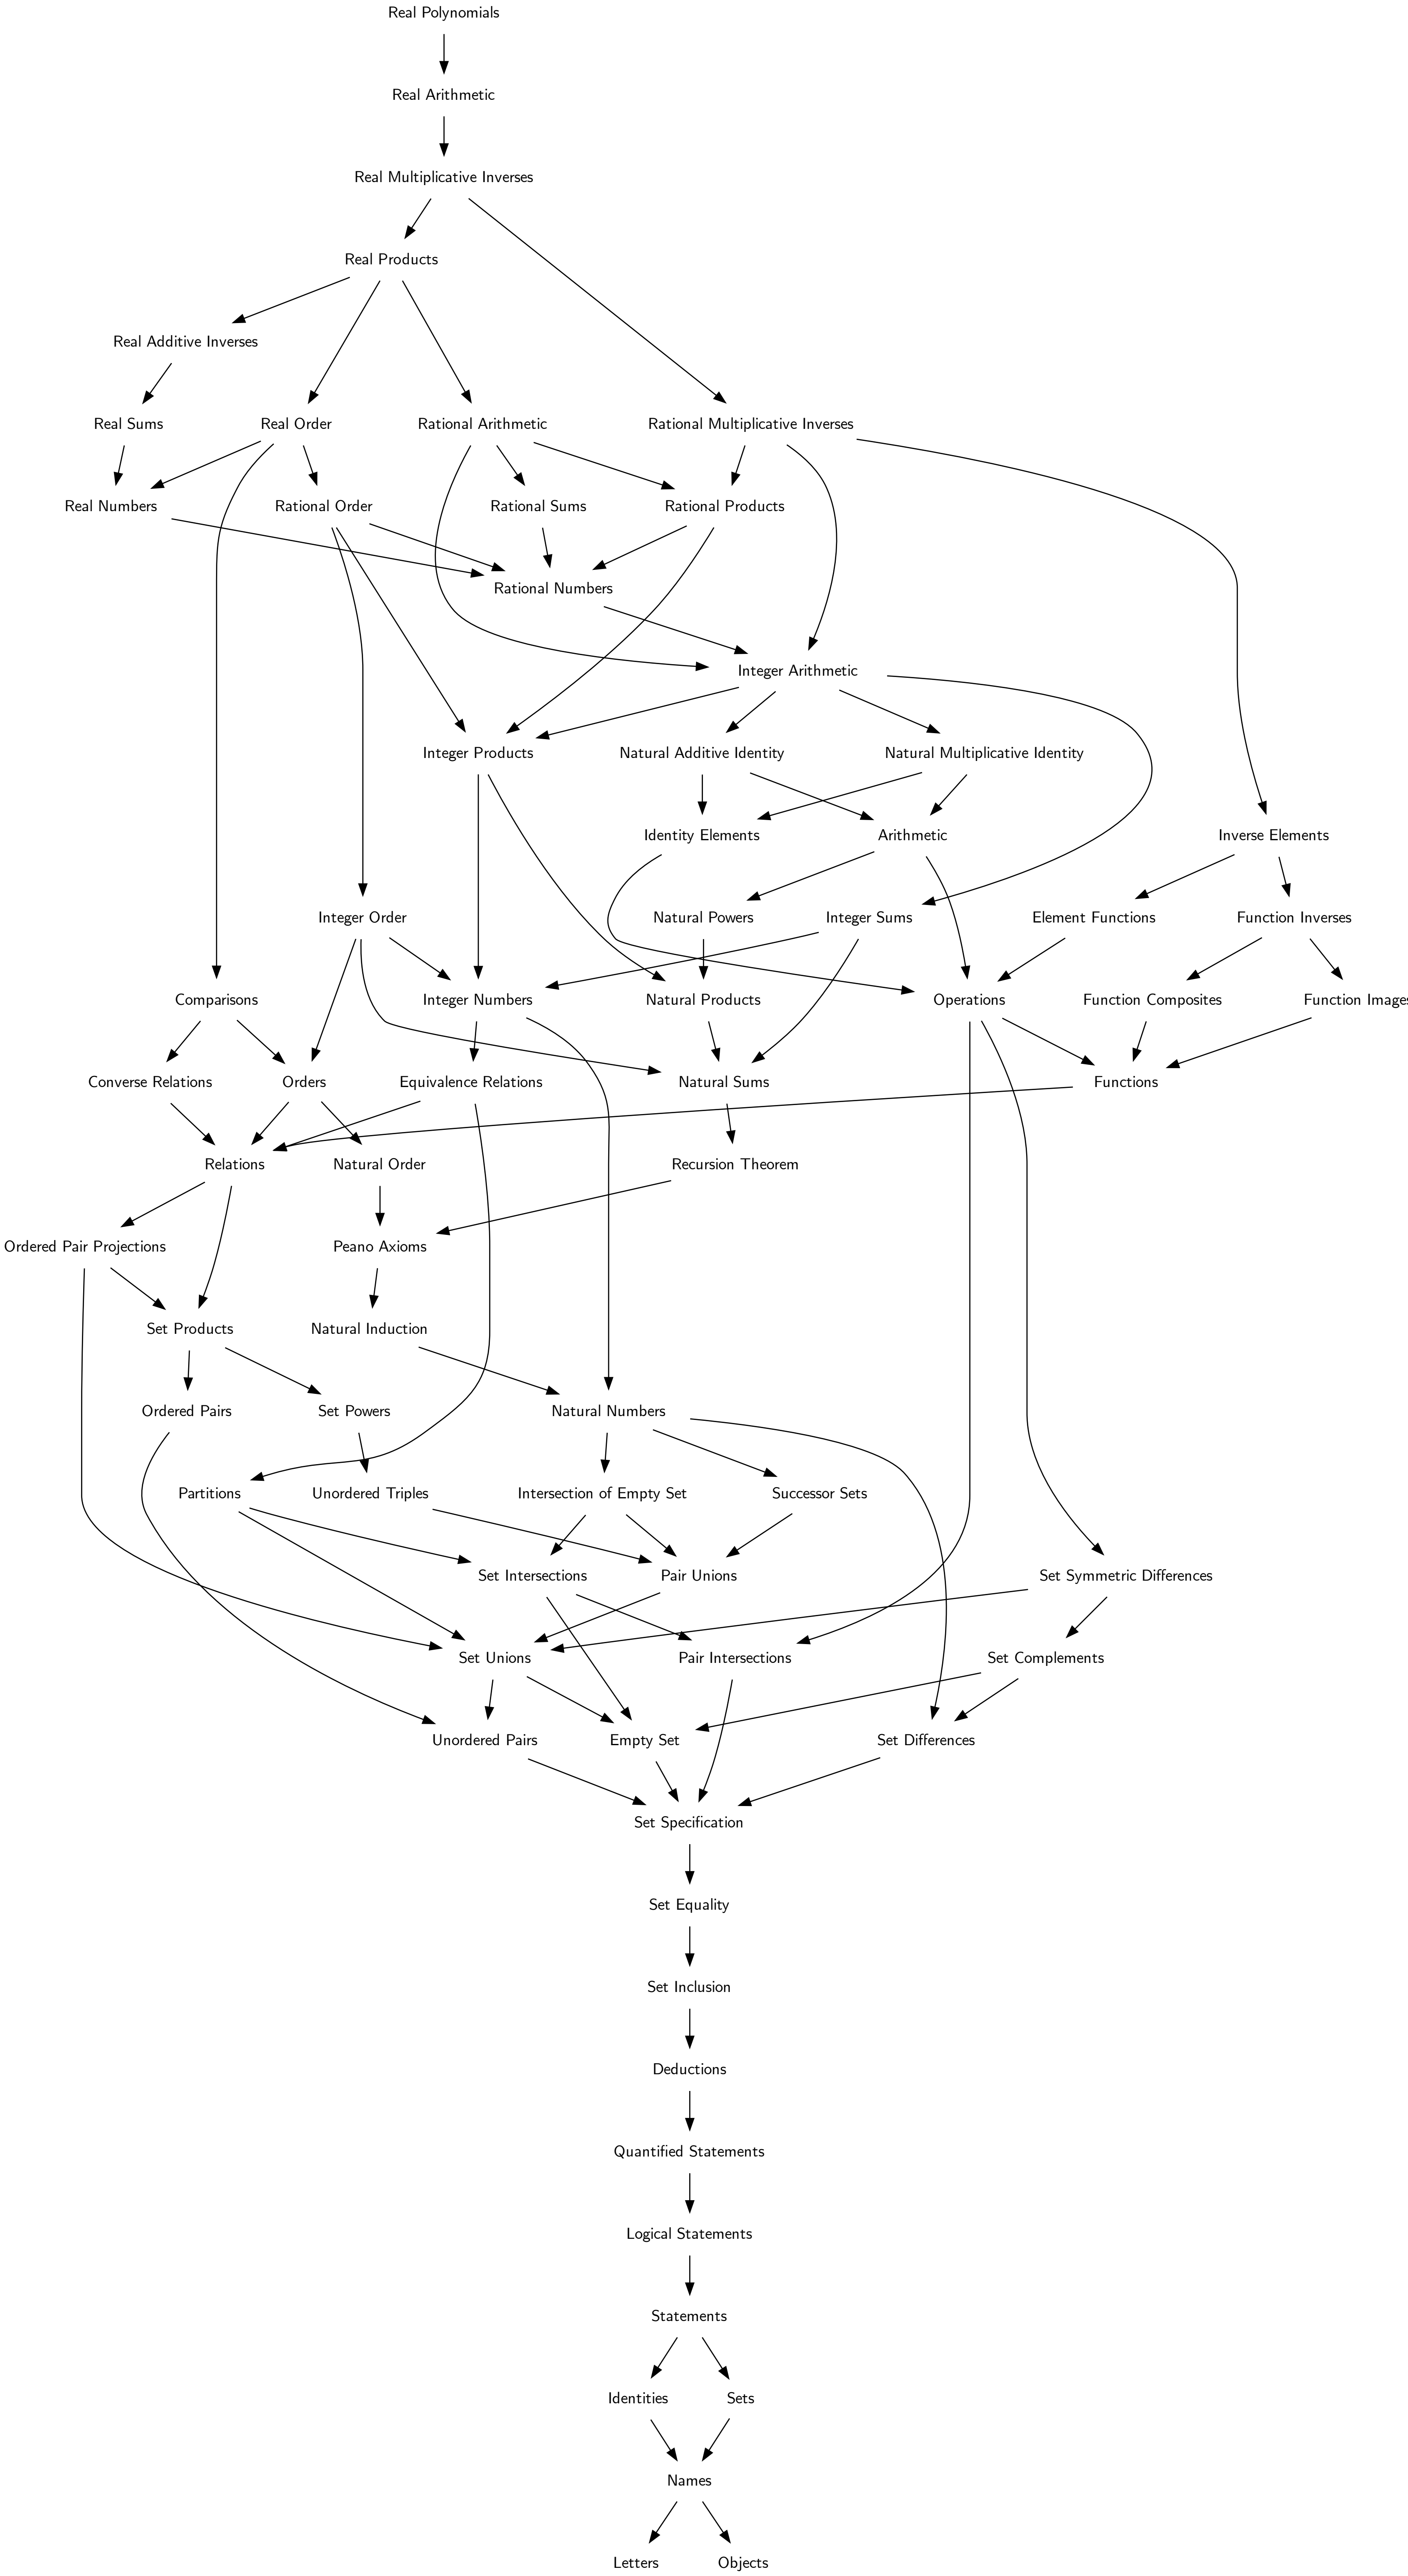 Real Polynomials
Real Arithmetic
Real Multiplicative Inverses
Real Products
Real Additive Inverses
Real Sums
Real Order
Rational Arithmetic
Rational Multiplicative Inverses
Real Numbers
Rational Order
Rational Sums
Rational Products
Rational Numbers
Integer Arithmetic
Integer Products
Natural Additive Identity
Natural Multiplicative Identity
Identity Elements
Arithmetic
Inverse Elements
Integer Order
Natural Powers
Integer Sums
Element Functions
Function Inverses
Comparisons
Integer Numbers
Natural Products
Operations
Function Composites
Function Images
Converse Relations
Orders
Equivalence Relations
Natural Sums
Functions
Relations
Natural Order
Recursion Theorem
Ordered Pair Projections
Peano Axioms
Set Products
Natural Induction
Ordered Pairs
Set Powers
Natural Numbers
Partitions
Unordered Triples
Intersection of Empty Set
Successor Sets
Set Intersections
Pair Unions
Set Symmetric Differences
Set Unions
Pair Intersections
Set Complements
Unordered Pairs
Empty Set
Set Differences
Set Specification
Set Equality
Set Inclusion
Deductions
Quantified Statements
Logical Statements
Statements
Identities
Sets
Names
Letters
Objects